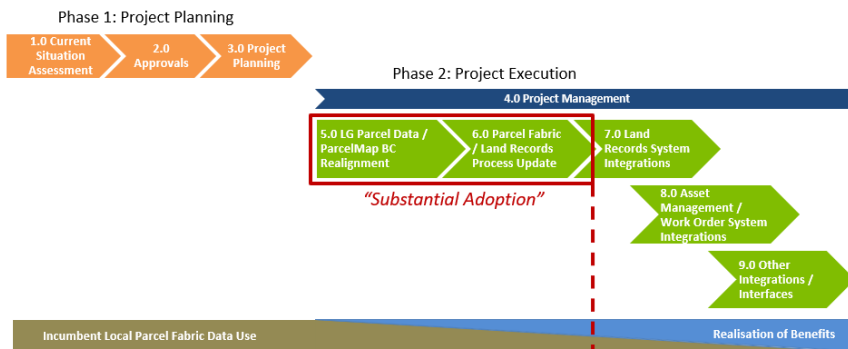 Phase 1: Project Planning
1.0 Current
Situation
Assessment
2.0
Approvals
3.0 Project
Planning
Phase 2: Project Execution
4.0 Project Management
5.0 LG Parcel Data /
ParcelMap BC
Realignment
6.0 Parcel Fabric
/ Land Records
Process Update
7.0 Land
Records System
Integrations
"Substantial Adoption"
8.0 Asset
Management /
Work Order System
Integrations
9.0 Other
Integrations /
Interfaces
Incumbent Local Parcel Fabric Data Use
Realisation of Benefits